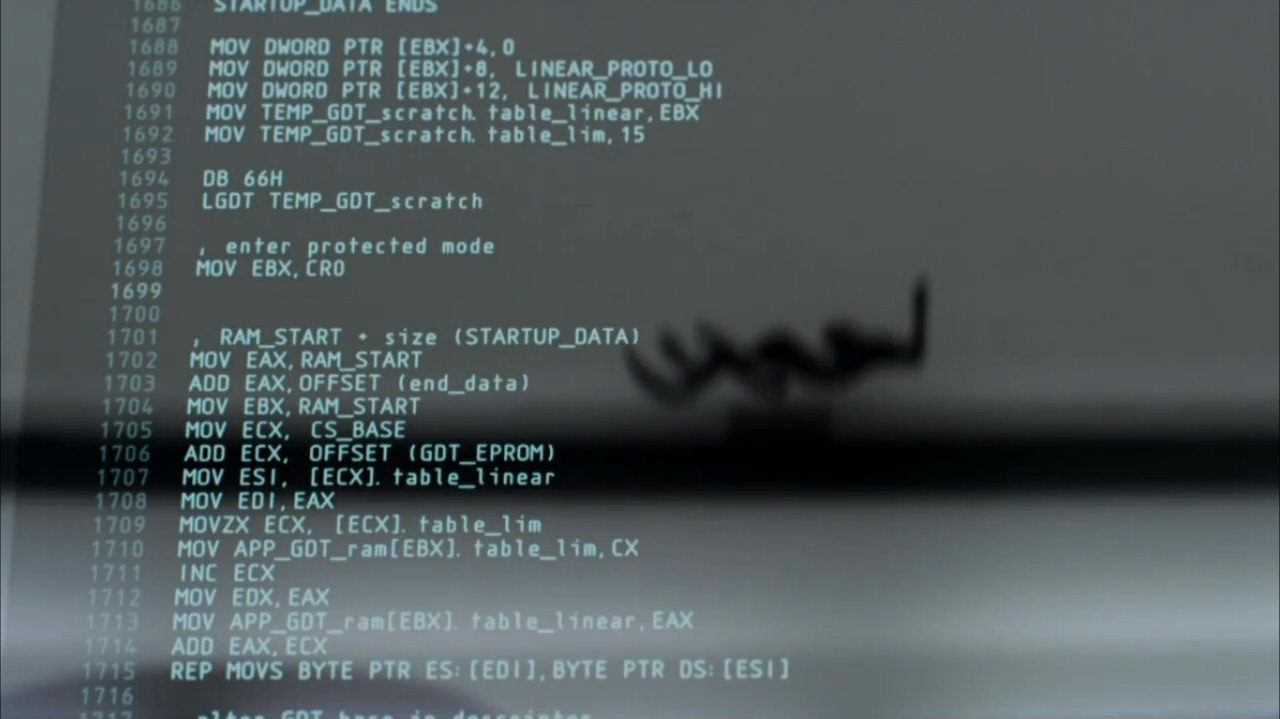 1686 STARTUP_DATA ENDS
1687
1688 MOV DWORD PTR [EBX]+4,0
1689 MOV DWORD PTR [EBX]+8, LINEAR_PROTO_LO
1690 MOV DWORD PTR [EBX]+12, LINEAR_PROTO_HI
1691 MOV TEMP_GDT_scratch. table_linear,EBX
1692 MOV TEMP_GDT_scratch. table_lim,15
1693
1694 DB 66H
1695 LGDT TEMP_GDT_scratch
1696
1697 , enter protected mode
1698 MOV EBX,CR0
1699
1700
1701 , RAM_START + size (STARTUP_DATA)
1702 MOV EAX,RAM_START
1703 ADD EAX,OFFSET (end_data)
1704 MOV EBX,RAM_START
1705 MOV ECX, CS_BASE
1706 ADD ECX, OFFSET (GDT_EPROM)
1707 MOV ESI, [ECX]. table_linear
1708 MOV EDI,EAX
1709 MOVZX ECX, [ECX]. table_lim
1710 MOV APP_GDT_ram[EBX]. table_lim,CX
1711 INC ECX
1712 MOV EDX,EAX
1713 MOV APP_GDT_ram[EBX]. table_linear,EAX
1714 ADD EAX,ECX
1715 REP MOVS BYTE PTR ES:[EDI],BYTE PTR DS:[ESI]
1716
1717 GDT base in descriptor